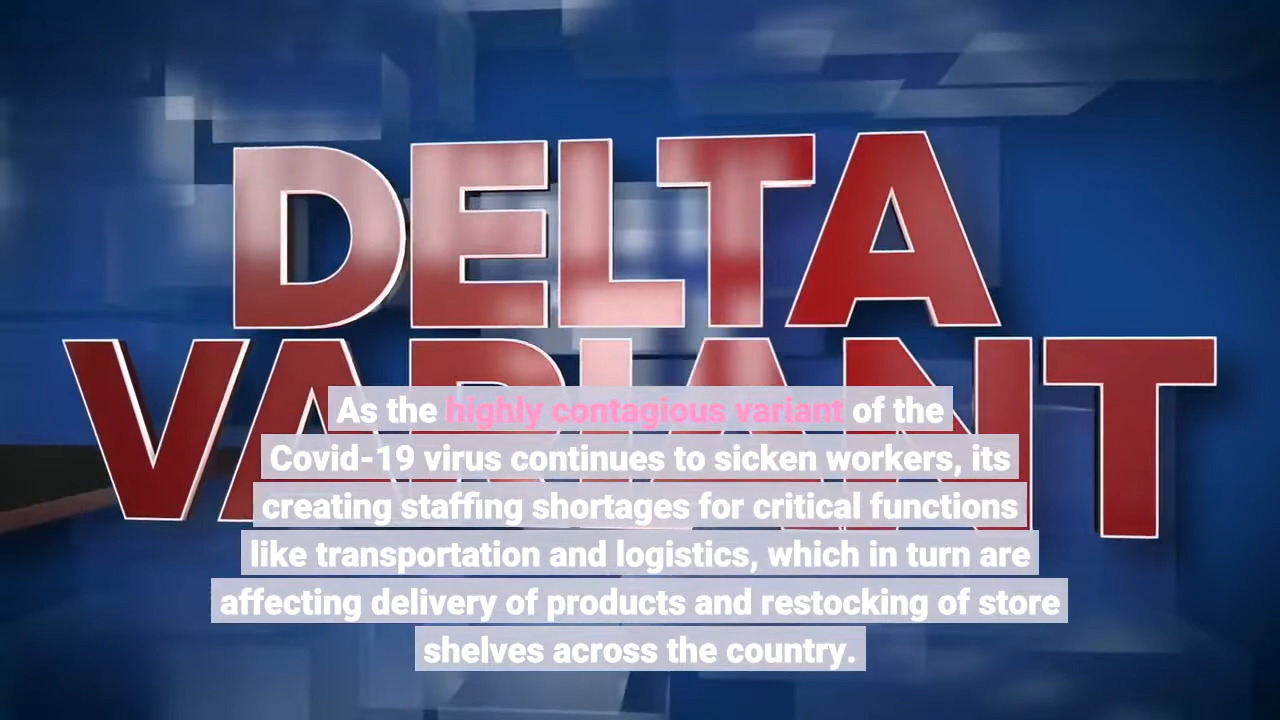 DELTA
VARIANT
As the highly contagious variant of the
Covid-19 virus continues to sicken workers, its
creating staffing shortages for critical functions
like transportation and logistics, which in turn are
affecting delivery of products and restocking of store
shelves across the country.